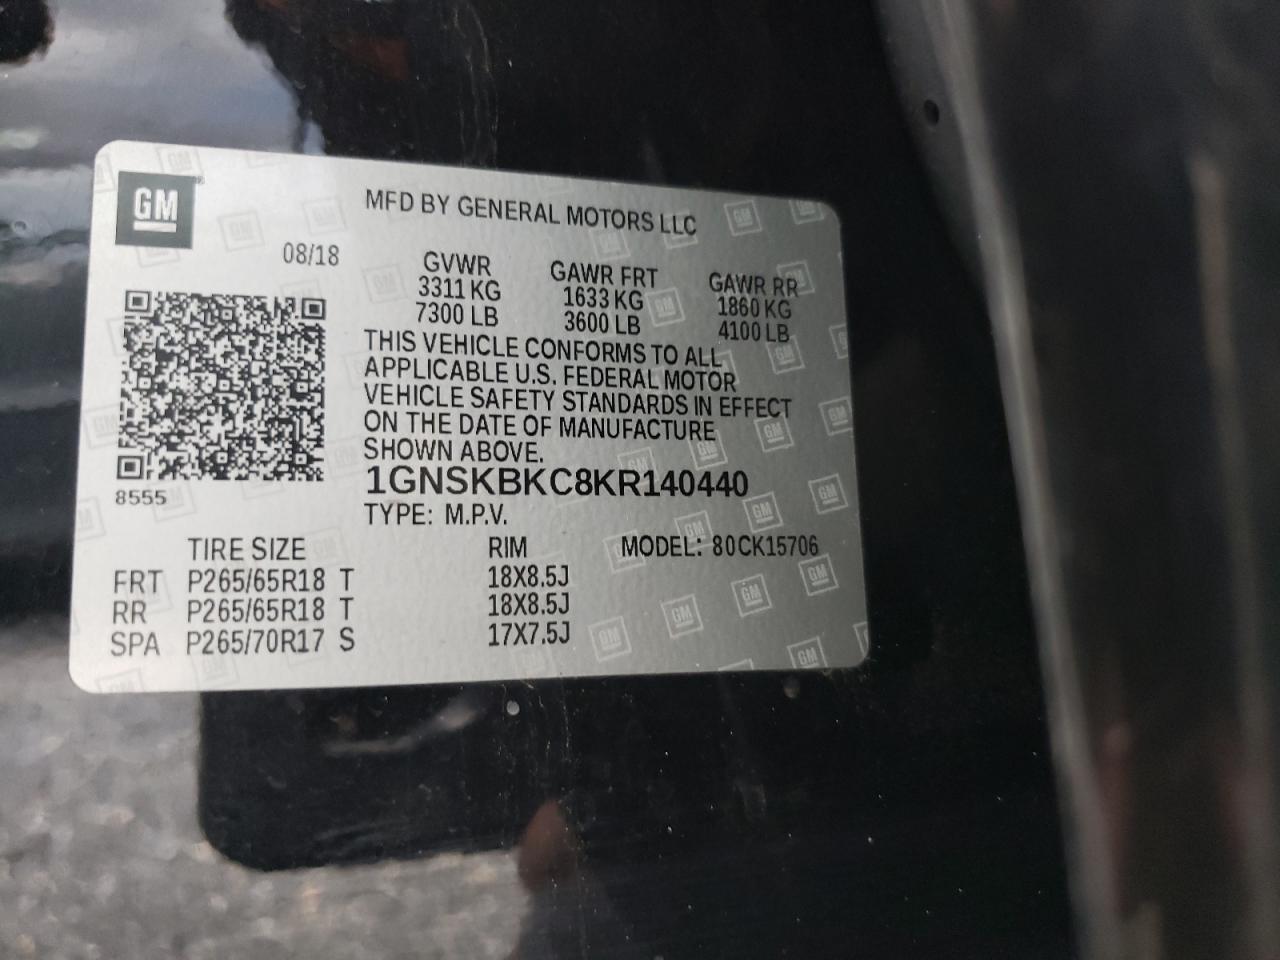 GM
MFD BY GENERAL MOTORS LLC
08/18
GVWR GAWR FRT GAWR RR
3311 KG 1633 KG 1860 KG
7300 LB 3600 LB 4100 LB
THIS VEHICLE CONFORMS TO ALL
APPLICABLE U.S. FEDERAL MOTOR
VEHICLE SAFETY STANDARDS IN EFFECT
ON THE DATE OF MANUFACTURE
SHOWN ABOVE.
1GNSKBKC8KR140440
8555
TYPE: M.P.V.
TIRE SIZE RIM MODEL: 80CK15706
FRT P265/65R18 T 18X8.5J
RR P265/65R18 T 18X8.5J
SPA P265/70R17 S 17X7.5J